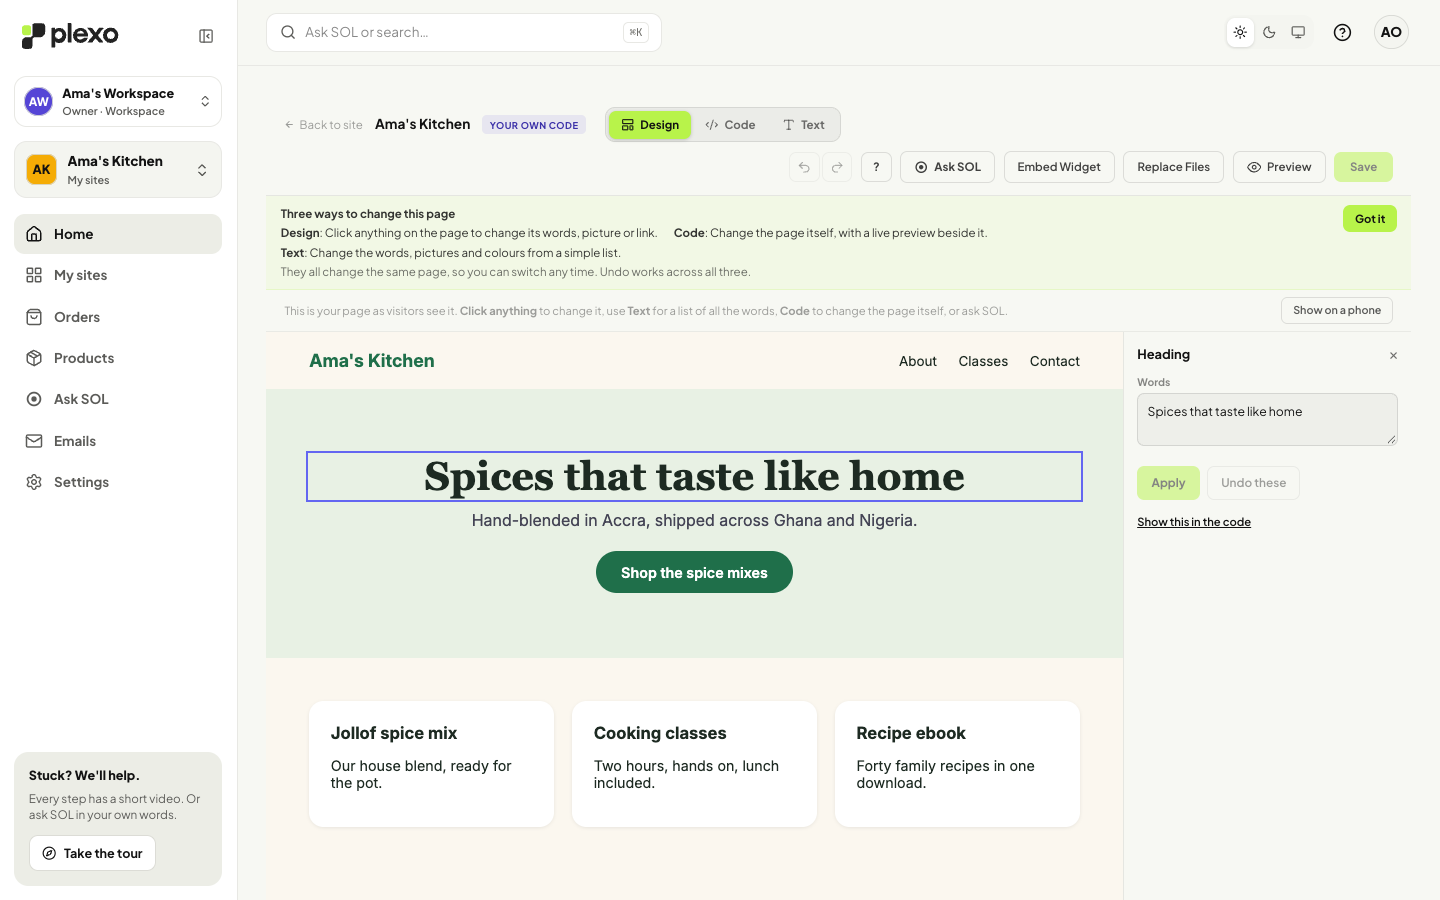 plexo
Ask SOL or search...
⌘K
AO
AW
Ama's Workspace
Owner · Workspace
AK
Ama's Kitchen
My sites
Home
My sites
Orders
Products
Ask SOL
Emails
Settings
Stuck? We'll help.
Every step has a short video. Or
ask SOL in your own words.
Take the tour
← Back to site
Ama's Kitchen
YOUR OWN CODE
Design
Code
Text
?
Ask SOL
Embed Widget
Replace Files
Preview
Save
Three ways to change this page
Design: Click anything on the page to change its words, picture or link. Code: Change the page itself, with a live preview beside it.
Text: Change the words, pictures and colours from a simple list.
They all change the same page, so you can switch any time. Undo works across all three.
Got it
This is your page as visitors see it. Click anything to change it, use Text for a list of all the words, Code to change the page itself, or ask SOL.
Show on a phone
Ama's Kitchen
About
Classes
Contact
Spices that taste like home
Hand-blended in Accra, shipped across Ghana and Nigeria.
Shop the spice mixes
Jollof spice mix
Our house blend, ready for
the pot.
Cooking classes
Two hours, hands on, lunch
included.
Recipe ebook
Forty family recipes in one
download.
Heading
×
Words
Spices that taste like home
Apply
Undo these
Show this in the code